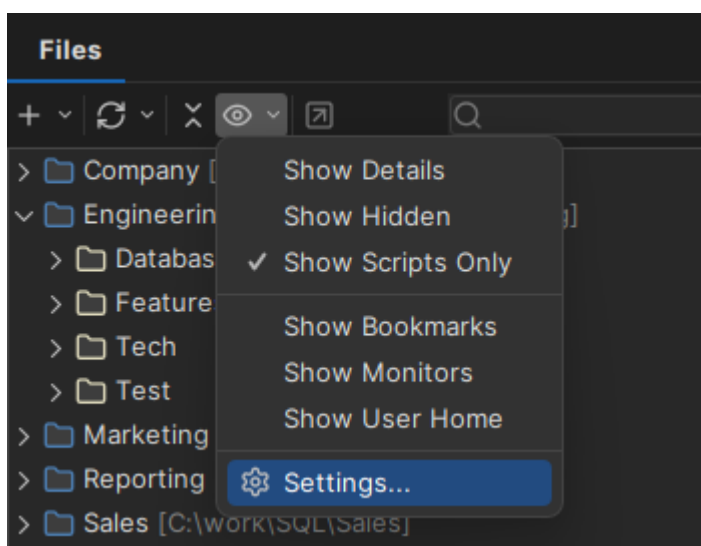 Files
Company [
Show Details
Engineerin
Show Hidden
g]
Databas
✓ Show Scripts Only
Feature
Show Bookmarks
Tech
Show Monitors
Test
Show User Home
Marketing
Reporting
Settings...
Sales [C:\work\SQL\Sales]